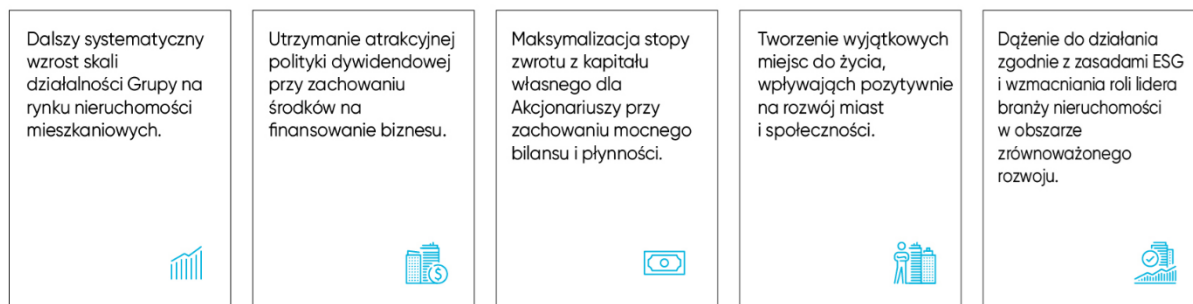 Dalszy systematyczny
wzrost skali
działalności Grupy na
rynku nieruchomości
mieszkaniowych.
Utrzymanie atrakcyjnej
polityki dywidendowej
przy zachowaniu
środków na
finansowanie biznesu.
Maksymalizacja stopy
zwrotu z kapitału
własnego dla
Akcjonariuszy przy
zachowaniu mocnego
bilansu i płynności.
Tworzenie wyjątkowych
miejsc do życia,
wpływających pozytywnie
na rozwój miast
i społeczności.
Dążenie do działania
zgodnie z zasadami ESG
i wzmacniania roli lidera
branży nieruchomości
w obszarze
zrównoważonego
rozwoju.